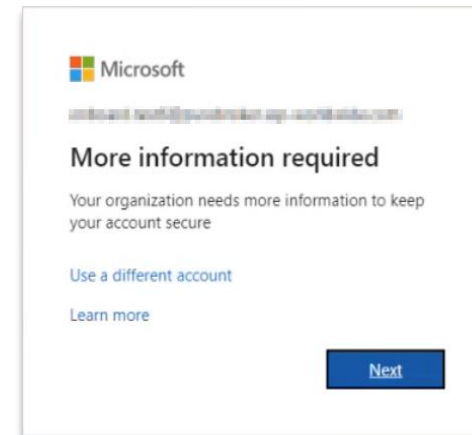 Microsoft
More information required
Your organization needs more information to keep
your account secure
Use a different account
Learn more
Next